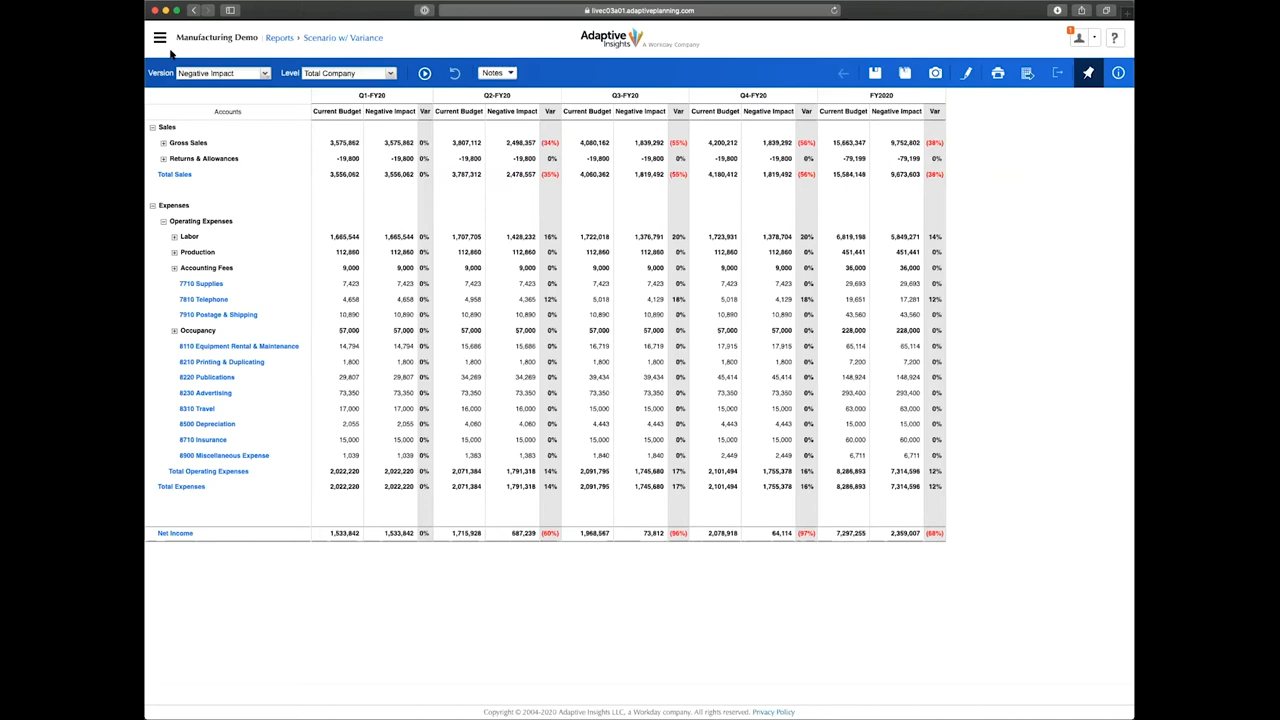 livec03a01.adaptiveplanning.com
Manufacturing Demo Reports › Scenario w/ Variance
Adaptive Insights A Workday Company
1
?
Version Negative Impact Level Total Company Notes
Q1-FY20 Q2-FY20 Q3-FY20 Q4-FY20 FY2020
Accounts Current Budget Negative Impact Var Current Budget Negative Impact Var Current Budget Negative Impact Var Current Budget Negative Impact Var Current Budget Negative Impact Var
Sales
Gross Sales 3,575,862 3,575,862 0% 3,807,112 2,498,357 (34%) 4,080,162 1,839,292 (55%) 4,200,212 1,839,292 (56%) 15,663,347 9,752,802 (38%)
Returns & Allowances -19,800 -19,800 0% -19,800 -19,800 0% -19,800 -19,800 0% -19,800 -19,800 0% -79,199 -79,199 0%
Total Sales 3,556,062 3,556,062 0% 3,787,312 2,478,557 (35%) 4,060,362 1,819,492 (55%) 4,180,412 1,819,492 (56%) 15,584,148 9,673,603 (38%)
Expenses
Operating Expenses
Labor 1,665,544 1,665,544 0% 1,707,705 1,428,232 16% 1,722,018 1,376,791 20% 1,723,931 1,378,704 20% 6,819,198 5,849,271 14%
Production 112,860 112,860 0% 112,860 112,860 0% 112,860 112,860 0% 112,860 112,860 0% 451,441 451,441 0%
Accounting Fees 9,000 9,000 0% 9,000 9,000 0% 9,000 9,000 0% 9,000 9,000 0% 36,000 36,000 0%
7710 Supplies 7,423 7,423 0% 7,423 7,423 0% 7,423 7,423 0% 7,423 7,423 0% 29,693 29,693 0%
7810 Telephone 4,658 4,658 0% 4,958 4,365 12% 5,018 4,129 18% 5,018 4,129 18% 19,651 17,281 12%
7910 Postage & Shipping 10,890 10,890 0% 10,890 10,890 0% 10,890 10,890 0% 10,890 10,890 0% 43,560 43,560 0%
Occupancy 57,000 57,000 0% 57,000 57,000 0% 57,000 57,000 0% 57,000 57,000 0% 228,000 228,000 0%
8110 Equipment Rental & Maintenance 14,794 14,794 0% 15,686 15,686 0% 16,719 16,719 0% 17,915 17,915 0% 65,114 65,114 0%
8210 Printing & Duplicating 1,800 1,800 0% 1,800 1,800 0% 1,800 1,800 0% 1,800 1,800 0% 7,200 7,200 0%
8220 Publications 29,807 29,807 0% 34,269 34,269 0% 39,434 39,434 0% 45,414 45,414 0% 148,924 148,924 0%
8230 Advertising 73,350 73,350 0% 73,350 73,350 0% 73,350 73,350 0% 73,350 73,350 0% 293,400 293,400 0%
8310 Travel 17,000 17,000 0% 16,000 16,000 0% 15,000 15,000 0% 15,000 15,000 0% 63,000 63,000 0%
8500 Depreciation 2,055 2,055 0% 4,060 4,060 0% 4,443 4,443 0% 4,443 4,443 0% 15,000 15,000 0%
8710 Insurance 15,000 15,000 0% 15,000 15,000 0% 15,000 15,000 0% 15,000 15,000 0% 60,000 60,000 0%
8900 Miscellaneous Expense 1,039 1,039 0% 1,383 1,383 0% 1,840 1,840 0% 2,449 2,449 0% 6,711 6,711 0%
Total Operating Expenses 2,022,220 2,022,220 0% 2,071,384 1,791,318 14% 2,091,795 1,745,680 17% 2,101,494 1,755,378 16% 8,286,893 7,314,596 12%
Total Expenses 2,022,220 2,022,220 0% 2,071,384 1,791,318 14% 2,091,795 1,745,680 17% 2,101,494 1,755,378 16% 8,286,893 7,314,596 12%
Net Income 1,533,842 1,533,842 0% 1,715,928 687,239 (60%) 1,968,567 73,812 (96%) 2,078,918 64,114 (97%) 7,297,255 2,359,007 (68%)
Copyright © 2004-2020 Adaptive Insights LLC, a Workday company. All rights reserved. Privacy Policy